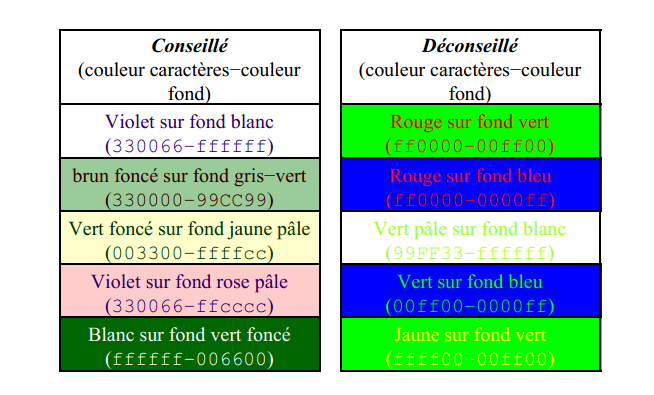 Conseillé
(couleur caractères−couleur
fond)
Violet sur fond blanc
(330066−ffffff)
brun foncé sur fond gris−vert
(330000−99CC99)
Vert foncé sur fond jaune pâle
(003300−ffffcc)
Violet sur fond rose pâle
(330066−ffcccc)
Blanc sur fond vert foncé
(ffffff−006600)
Déconseillé
(couleur caractères−couleur
fond)
Rouge sur fond vert
(ff0000−00ff00)
Rouge sur fond bleu
(ff0000−0000ff)
Vert pâle sur fond blanc
(99FF33−ffffff)
Vert sur fond bleu
(00ff00−0000ff)
Jaune sur fond vert
(ffff00−00ff00)